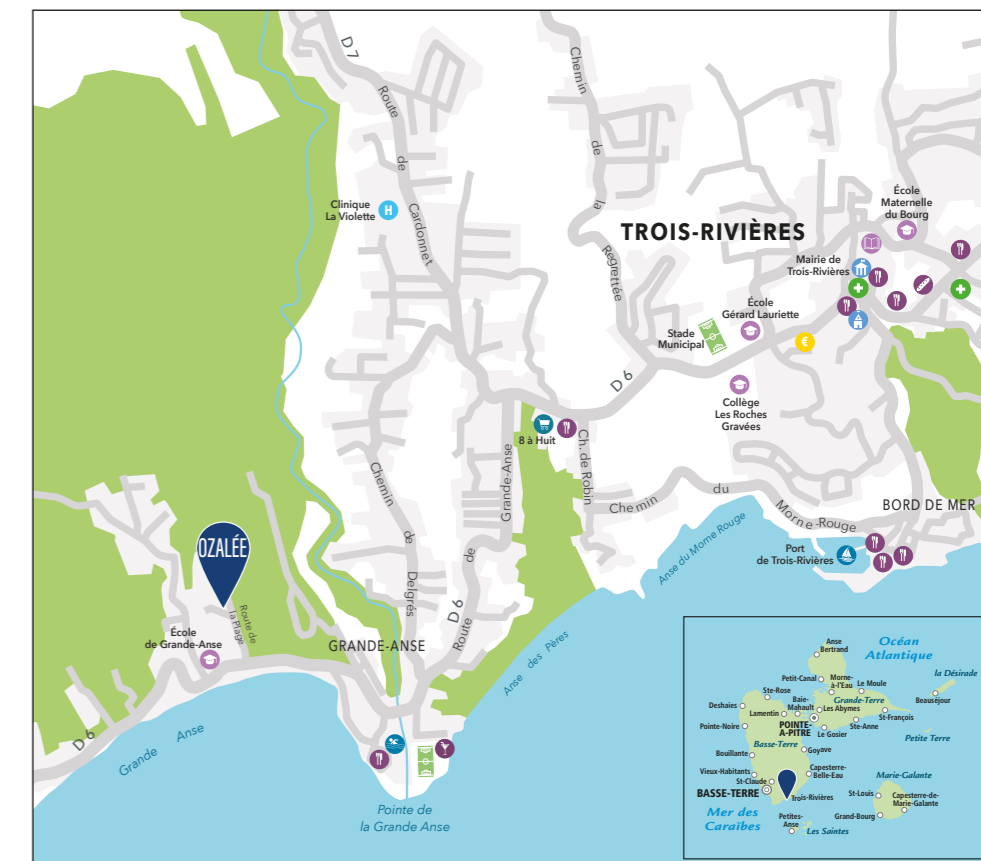 D 7
Route
de
Cardonnet
Chemin
de
la
Regrettée
Clinique
La Violette
H
TROIS-RIVIÈRES
École
Maternelle
du Bourg
Mairie de
Trois-Rivières
École
Gérard Lauriette
Stade
Municipal
€
D 6
Collège
Les Roches
Gravées
8 à Huit
Ch. de Robin
Grande-Anse
de
Route
D 6
Chemin
de
Delgrés
Chemin
du
Morne-Rouge
BORD DE MER
Port
de Trois-Rivières
Anse du Morne Rouge
Anse des Pères
OZALÉE
Route de
la Plage
École
de Grande-Anse
GRANDE-ANSE
D 6
Grande Anse
Pointe de
la Grande Anse
Océan
Atlantique
Anse
Bertrand
Petit-Canal
Morne-
à-l'Eau
Le Moule
la Désirade
Beauséjour
Ste-Rose
Deshaies
Baie-
Mahault
Grande-Terre
Lamentin
Les Abymes
St-François
Pointe-Noire
POINTE-
A-PITRE
Le Gosier
Ste-Anne
Petite Terre
Basse-Terre
Goyave
Bouillante
Vieux-Habitants
Capesterre-
Belle-Eau
St-Claude
Marie-Galante
BASSE-TERRE
Trois-Rivières
St-Louis
Capesterre-de-
Marie-Galante
Mer des
Caraïbes
Petites-
Anse
Les Saintes
Grand-Bourg